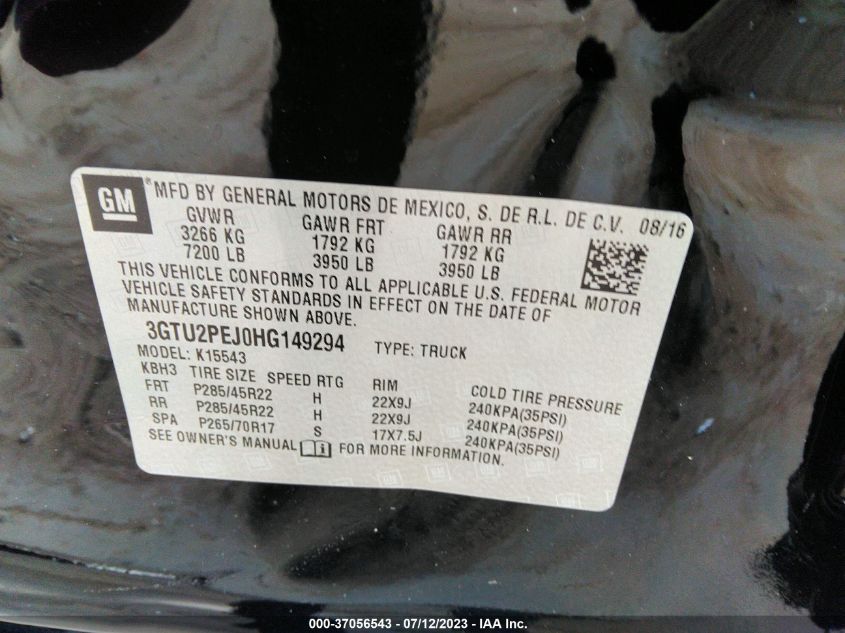 GM ® MFD BY GENERAL MOTORS DE MEXICO, S. DE R.L. DE C.V. 08/16
GVWR GAWR FRT GAWR RR
3266 KG 1792 KG 1792 KG
7200 LB 3950 LB 3950 LB
THIS VEHICLE CONFORMS TO ALL APPLICABLE U.S. FEDERAL MOTOR
VEHICLE SAFETY STANDARDS IN EFFECT ON THE DATE OF
MANUFACTURE SHOWN ABOVE.
3GTU2PEJ0HG149294 TYPE: TRUCK
MODEL: K15543
KBH3 TIRE SIZE SPEED RTG RIM COLD TIRE PRESSURE
FRT P285/45R22 H 22X9J 240KPA(35PSI)
RR P285/45R22 H 22X9J 240KPA(35PSI)
SPA P265/70R17 S 17X7.5J 240KPA(35PSI)
SEE OWNER'S MANUAL i FOR MORE INFORMATION.
000-37056543 - 07/12/2023 - IAA Inc.